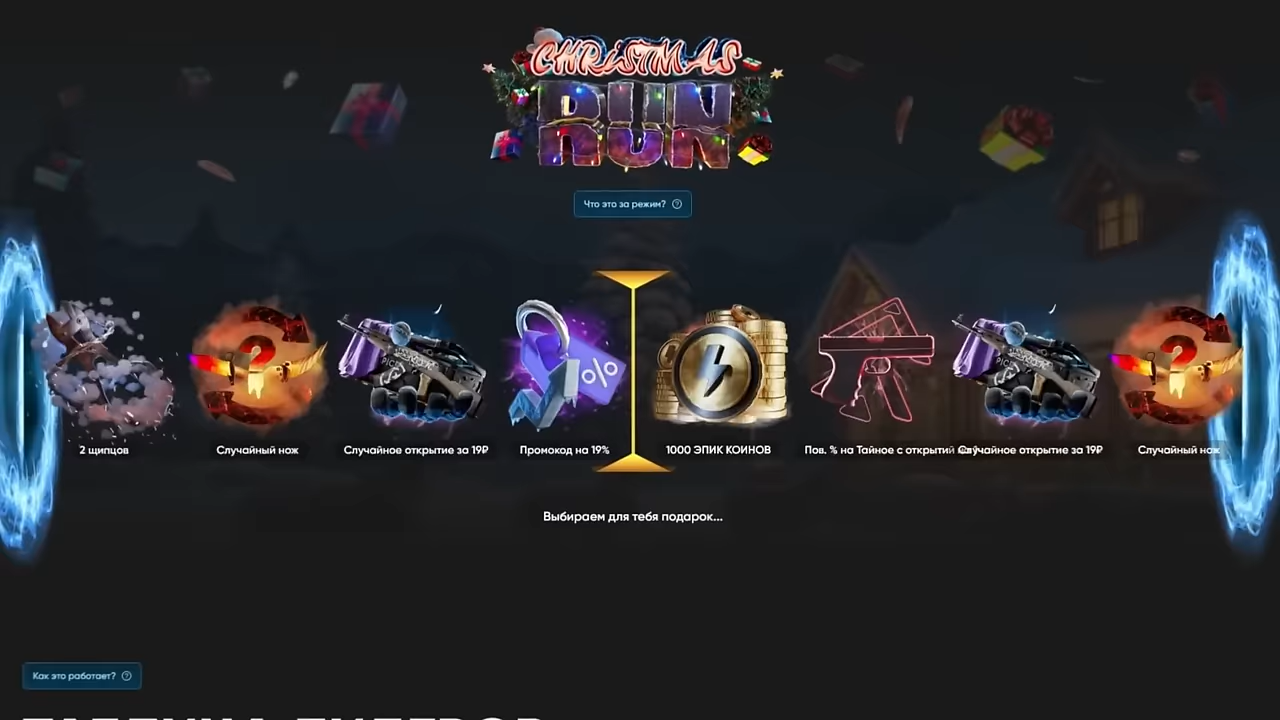 CHRISTMAS
RUN
Что это за режим?
%
2 щипцов
Случайный нож
Случайное открытие за 19₽
Промокод на 19%
1000 ЭПИК КОИНОВ
Пов. % на Тайное с открытий
Случайное открытие за 19₽
Случайный нож
Выбираем для тебя подарок...
Как это работает?